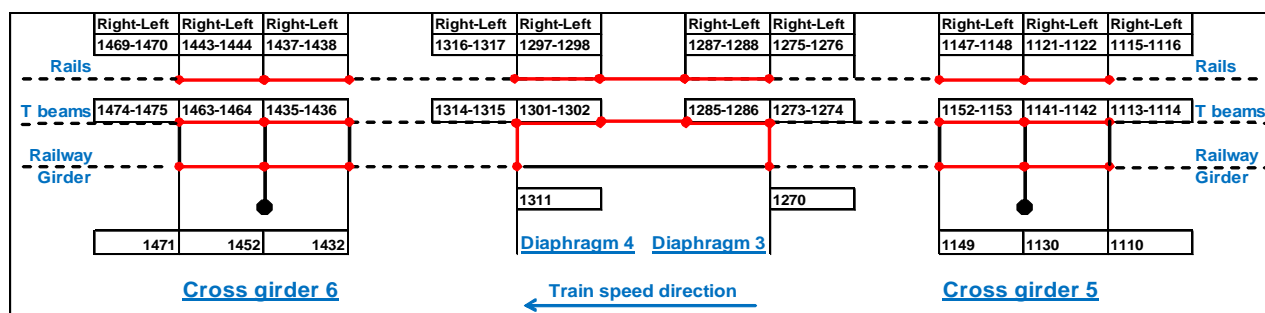 Right-Left Right-Left Right-Left Right-Left Right-Left Right-Left Right-Left Right-Left Right-Left Right-Left
1469-1470 1443-1444 1437-1438 1316-1317 1297-1298 1287-1288 1275-1276 1147-1148 1121-1122 1115-1116
Rails Rails
T beams 1474-1475 1463-1464 1435-1436 1314-1315 1301-1302 1285-1286 1273-1274 1152-1153 1141-1142 1113-1114 T beams
Railway Railway
Girder Girder
1311 1270
1471 1452 1432 Diaphragm 4 Diaphragm 3 1149 1130 1110
Cross girder 6 Train speed direction Cross girder 5